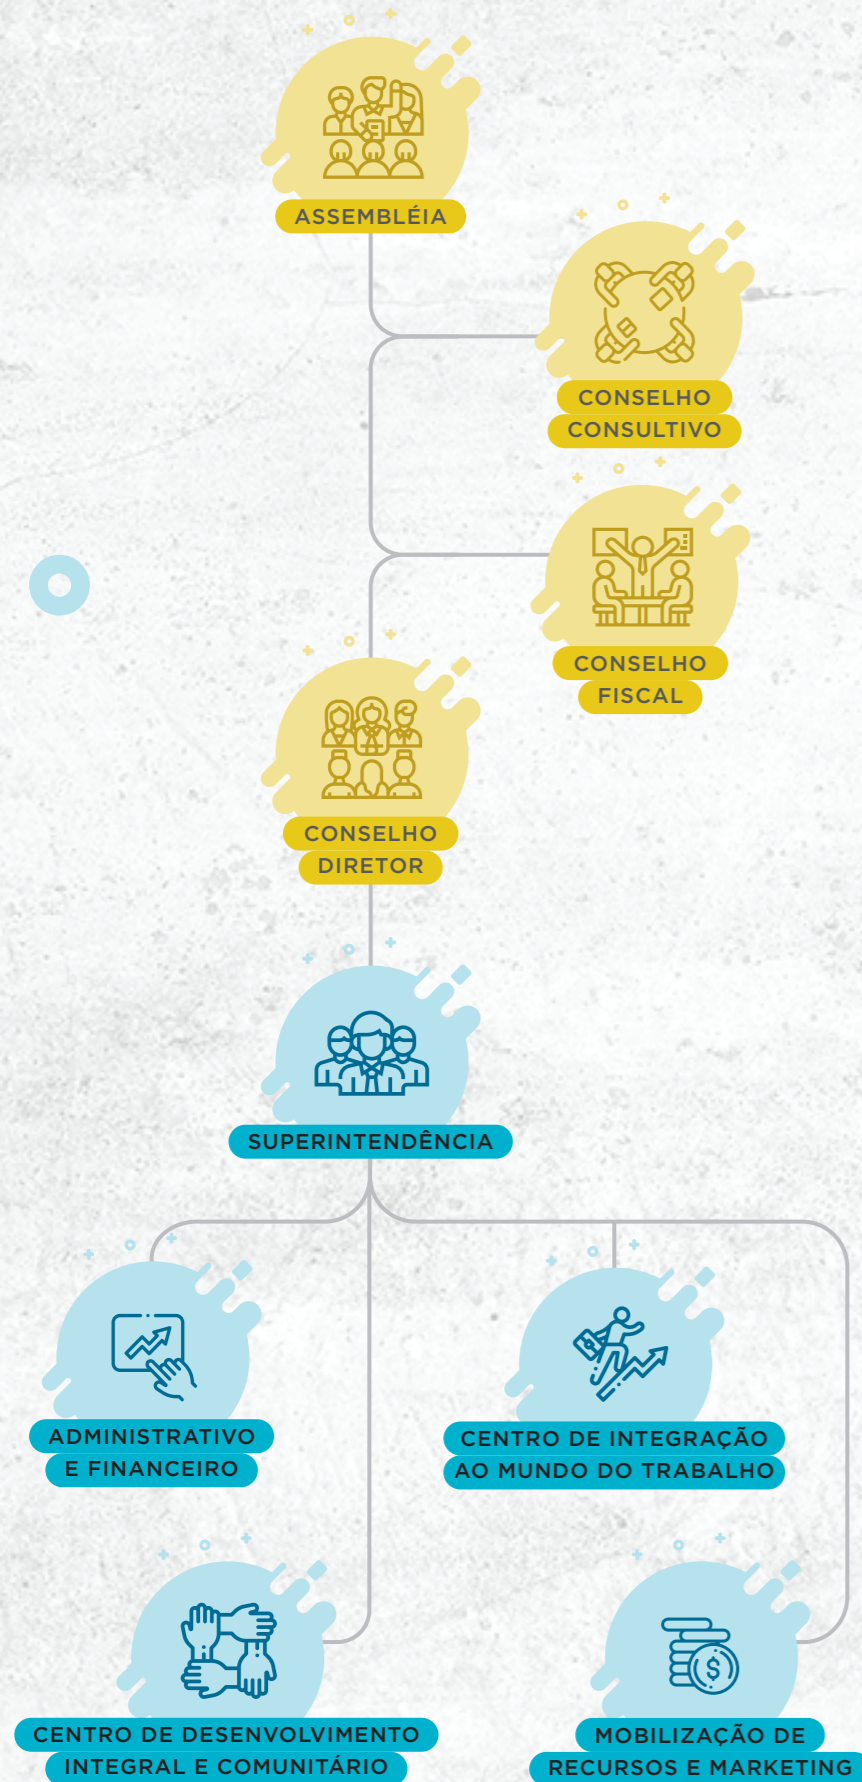 ASSEMBLÉIA
CONSELHO
CONSULTIVO
CONSELHO
FISCAL
CONSELHO
DIRETOR
SUPERINTENDÊNCIA
ADMINISTRATIVO
E FINANCEIRO
CENTRO DE INTEGRAÇÃO
AO MUNDO DO TRABALHO
CENTRO DE DESENVOLVIMENTO
INTEGRAL E COMUNITÁRIO
MOBILIZAÇÃO DE
RECURSOS E MARKETING